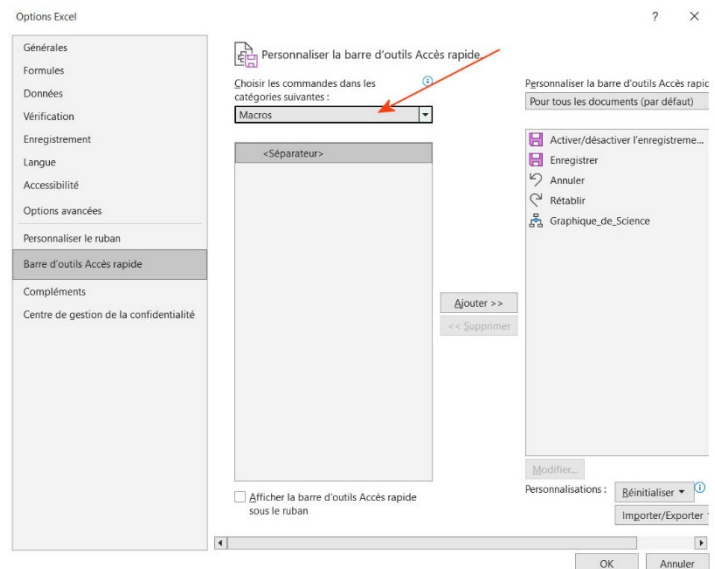 Options Excel
? ×
Générales
Formules
Données
Vérification
Enregistrement
Langue
Accessibilité
Options avancées
Personnaliser le ruban
Barre d'outils Accès rapide
Compléments
Centre de gestion de la confidentialité
Personnaliser la barre d'outils Accès rapide.
Choisir les commandes dans les
catégories suivantes :
Macros
<Séparateur>
Ajouter >>
<< Supprimer
Afficher la barre d'outils Accès rapide
sous le ruban
Personnaliser la barre d'outils Accès rapic
Pour tous les documents (par défaut)
Activer/désactiver l'enregistreme...
Enregistrer
Annuler
Rétablir
Graphique_de_Science
Modifier...
Personnalisations :
Réinitialiser
Importer/Exporter
OK
Annuler